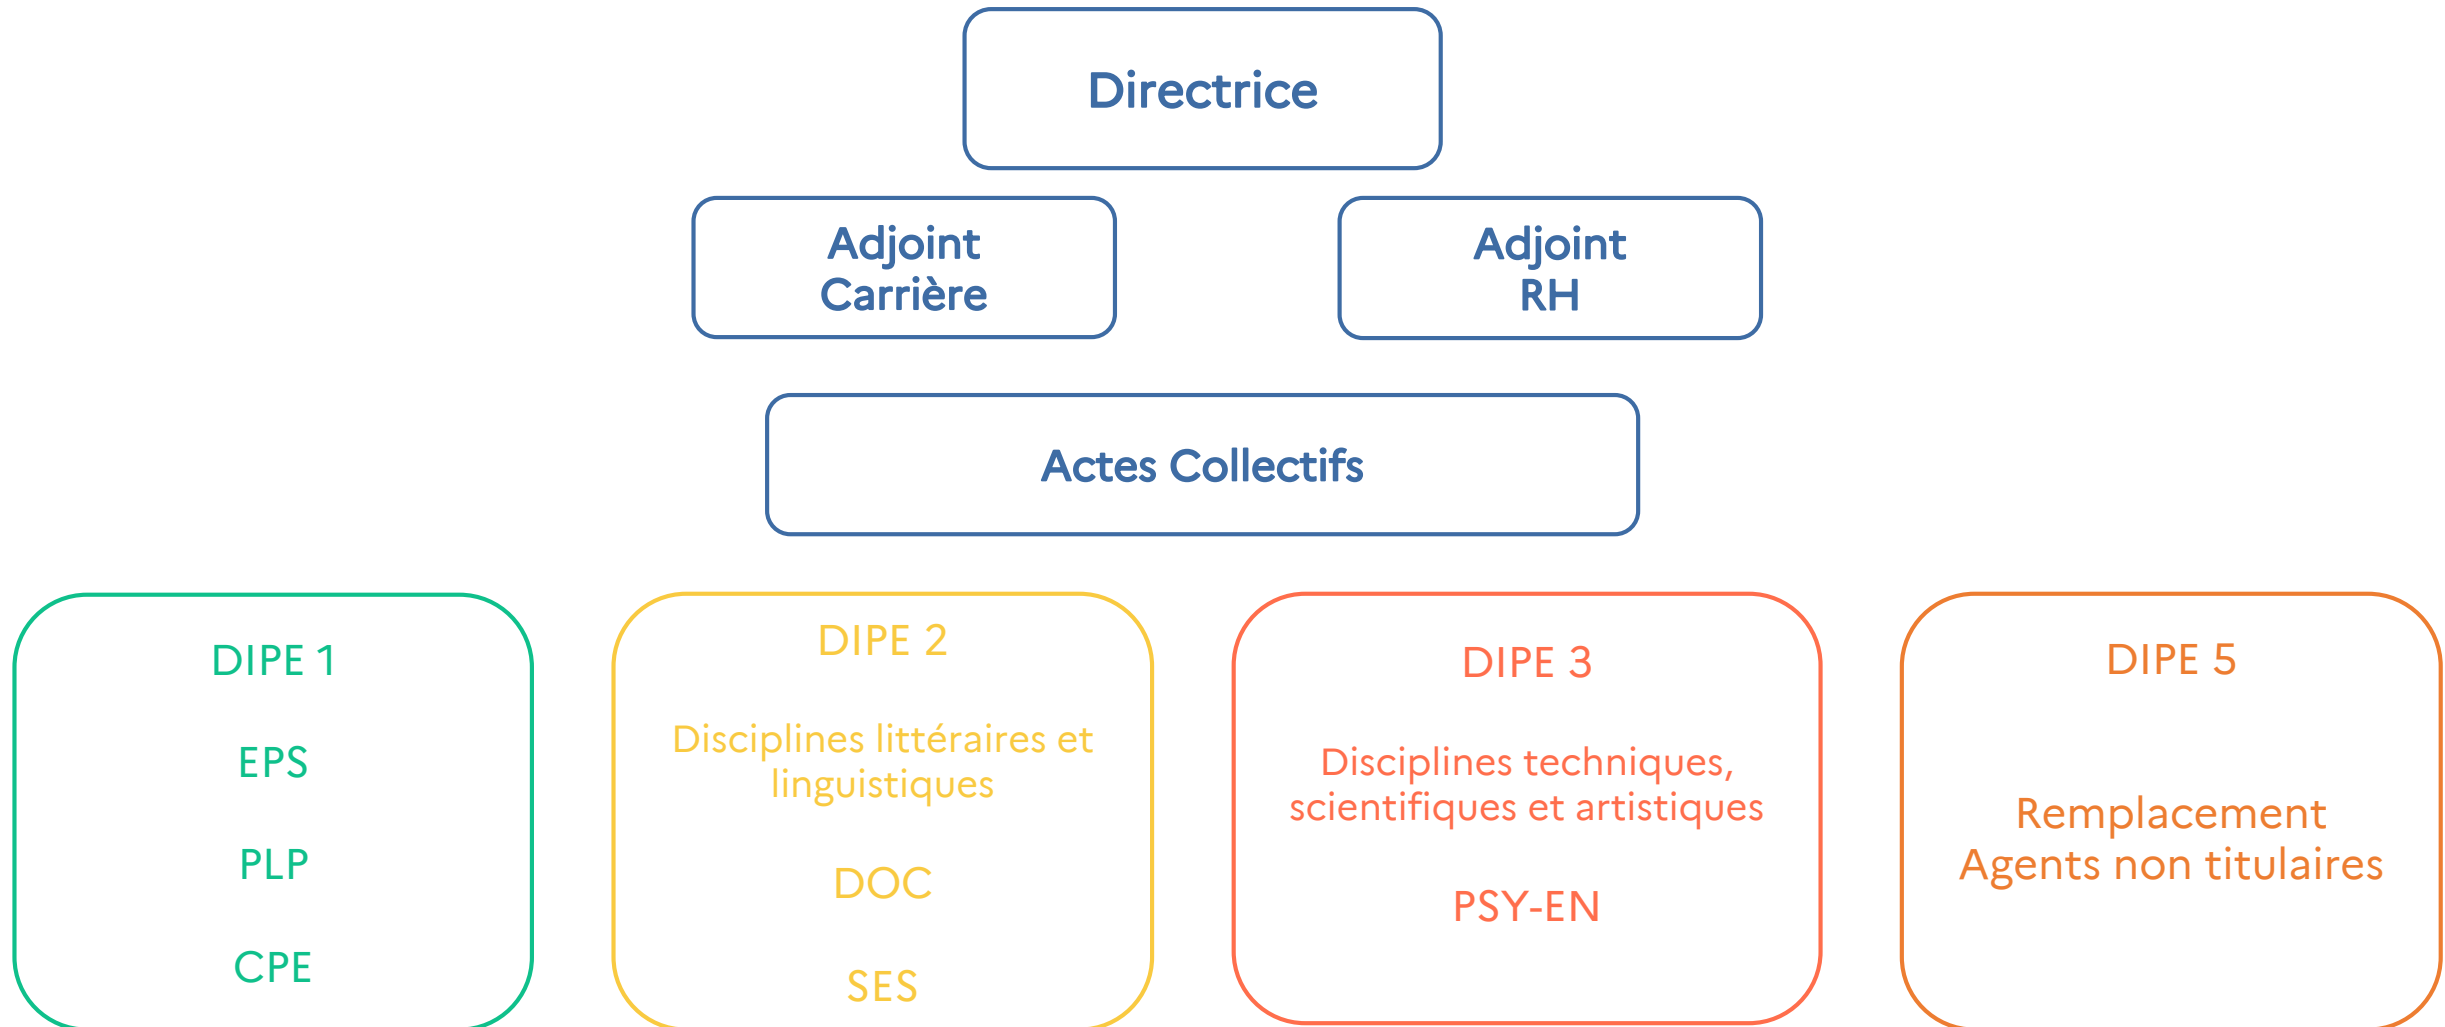 Directrice
Adjoint
Carrière
Adjoint
RH
Actes Collectifs
DIPE 1
EPS
PLP
CPE
DIPE 2
Disciplines littéraires et
linguistiques
DOC
SES
DIPE 3
Disciplines techniques,
scientifiques et artistiques
PSY-EN
DIPE 5
Remplacement
Agents non titulaires